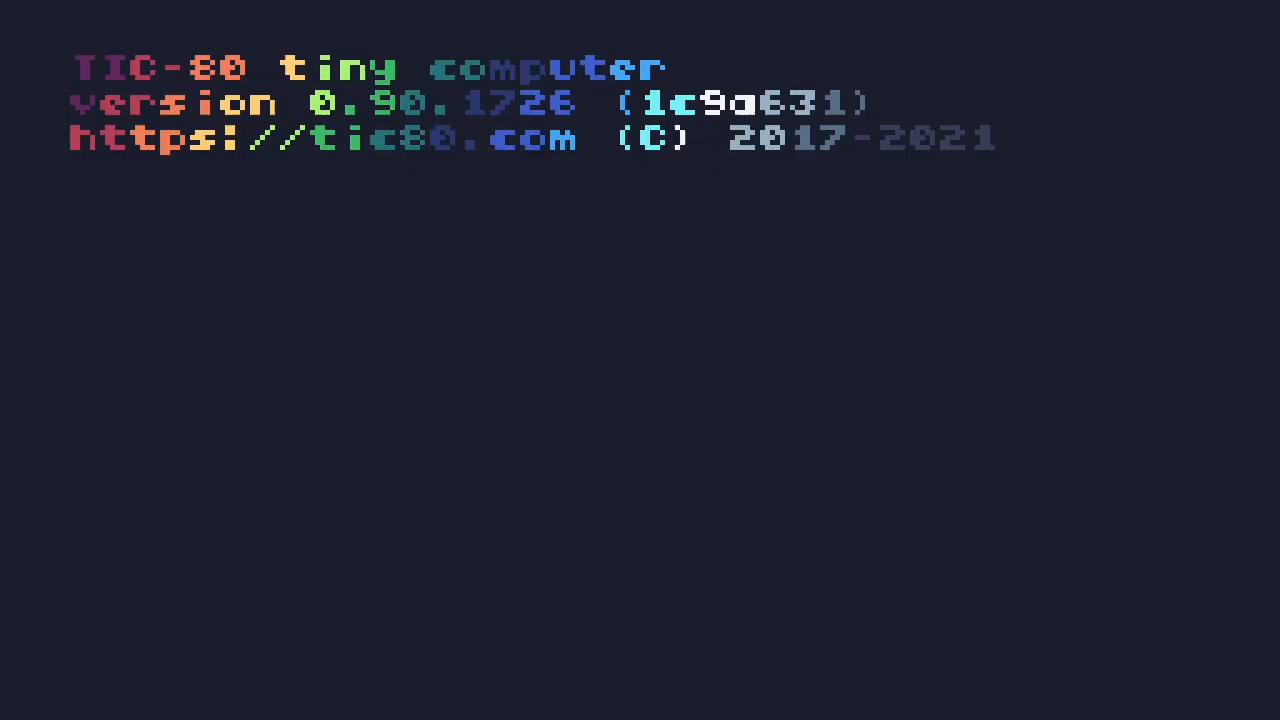 TIC-80 tiny computer
version 0.90.1726 (1c9a631)
https://tic80.com (C) 2017-2021